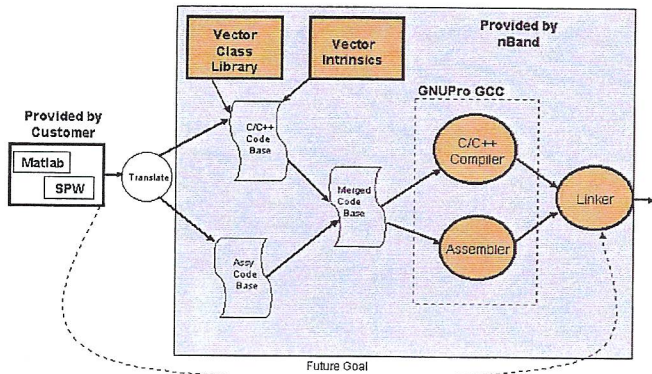 Provided by
nBand
Vector
Class
Library
Vector
Intrinsics
GNUPro GCC
Provided by
Customer
Matlab
SPW
Translate
C/C++
Code
Base
Merged
Code
Base
Assy
Code
Base
C/C++
Compiler
Assembler
Linker
Future Goal